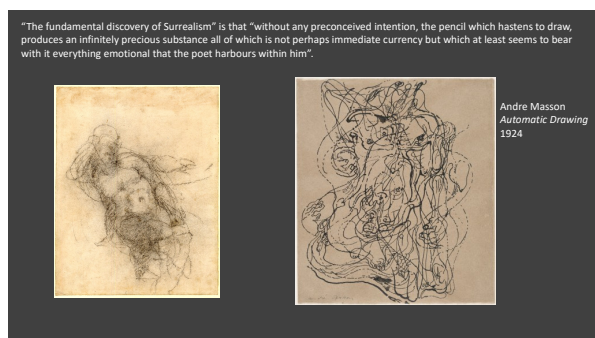 “The fundamental discovery of Surrealism” is that “without any preconceived intention, the pencil which hastens to draw,
produces an infinitely precious substance all of which is not perhaps immediate currency but which at least seems to bear
with it everything emotional that the poet harbours within him”.
Andre Masson
Automatic Drawing
1924